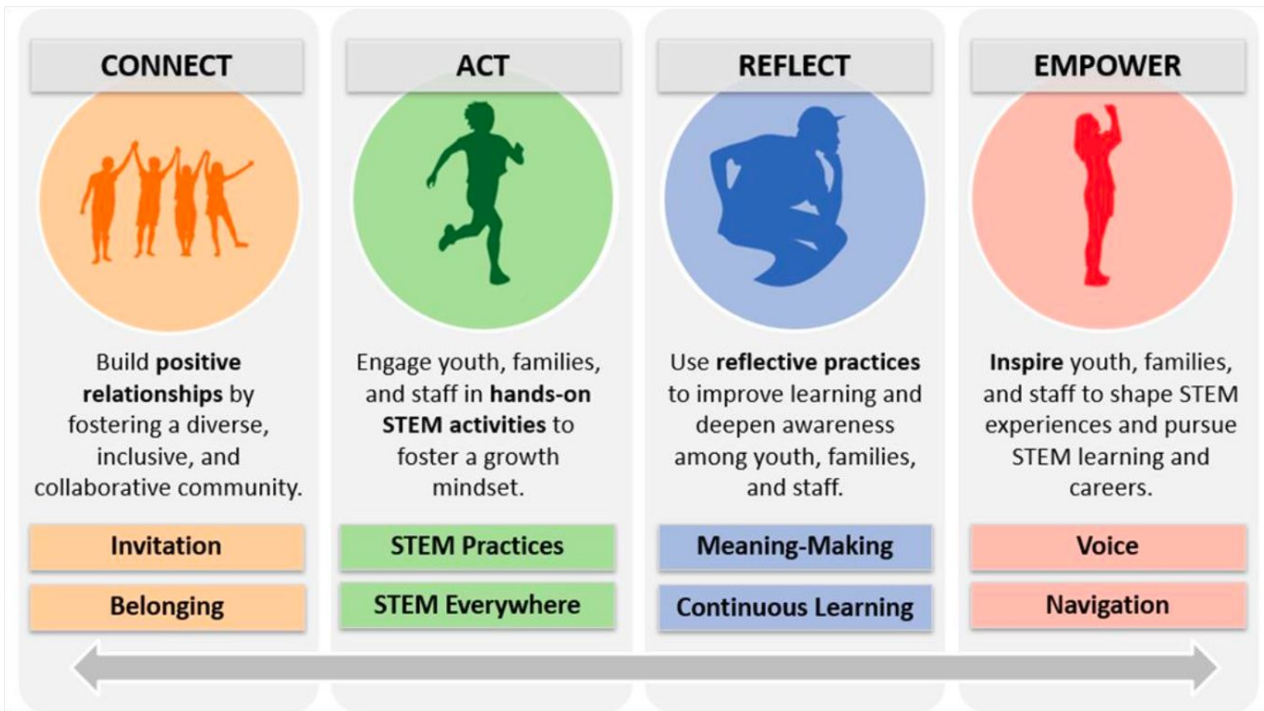 CONNECT
Build positive
relationships by
fostering a diverse,
inclusive, and
collaborative community.
Invitation
Belonging
ACT
Engage youth, families,
and staff in hands-on
STEM activities to
foster a growth
mindset.
STEM Practices
STEM Everywhere
REFLECT
Use reflective practices
to improve learning and
deepen awareness
among youth, families,
and staff.
Meaning-Making
Continuous Learning
EMPOWER
Inspire youth, families,
and staff to shape STEM
experiences and pursue
STEM learning and
careers.
Voice
Navigation